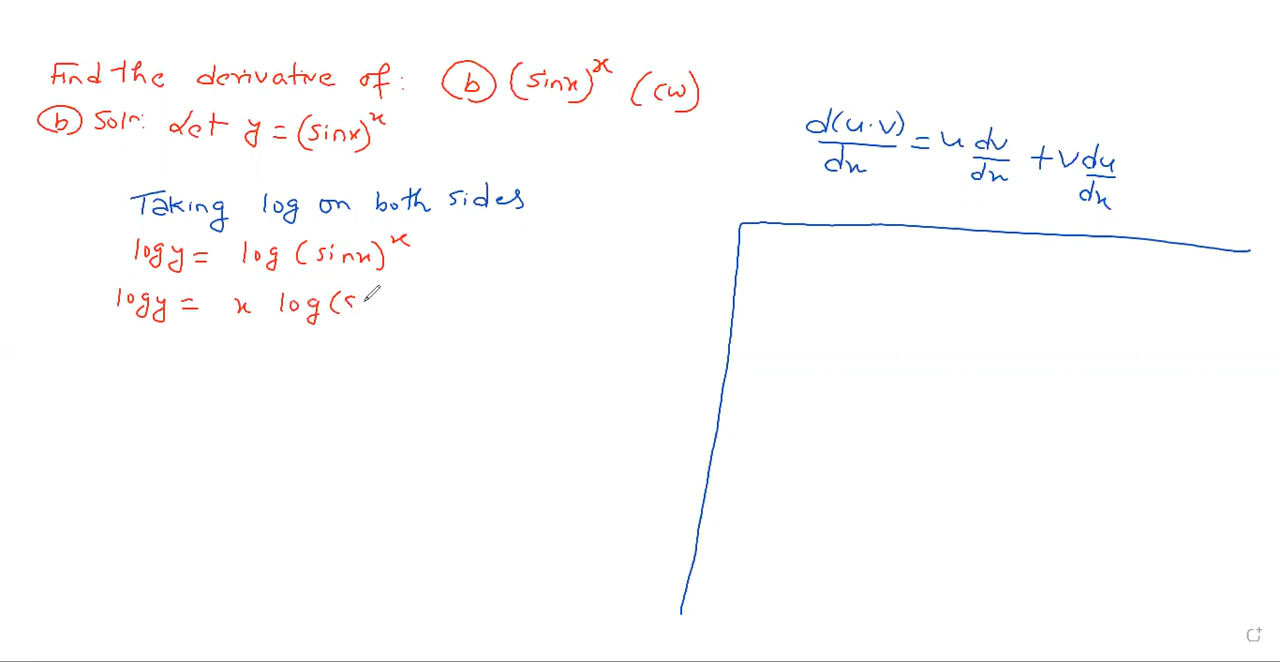 Find the derivative of: (b) (sinx)^x (cw)
(b) Soln: Let y = (sinx)^x
d(u·v)/dx = u dv/dx + v du/dx
Taking log on both sides
logy = log (sinx)^x
logy = x log(s